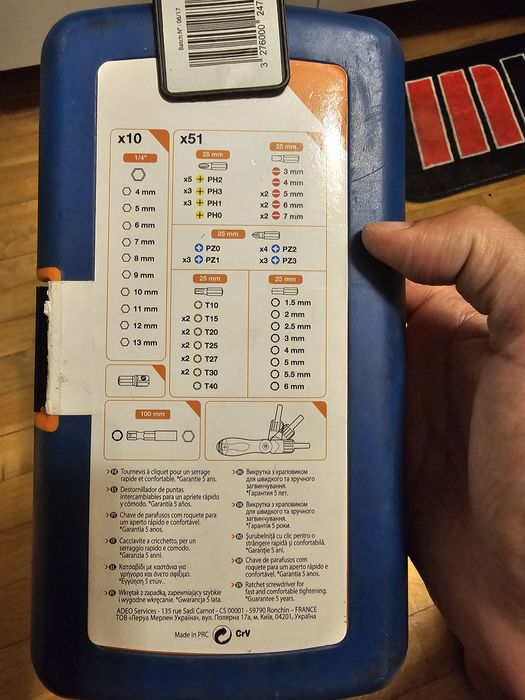 Batch N° :06/17
3 276000 247
x10
1/4"
4 mm
5 mm
6 mm
7 mm
8 mm
9 mm
10 mm
11 mm
12 mm
13 mm
x51
25 mm
x5 PH2
x3 PH3
x3 PH1
PH0
25 mm
3 mm
4 mm
x2 5 mm
x2 6 mm
x2 7 mm
25 mm
PZ0
x3 PZ1
x4 PZ2
x3 PZ3
25 mm
T10
x2 T15
T20
x2 T25
x2 T27
x2 T30
T40
25 mm
1.5 mm
2 mm
2.5 mm
3 mm
4 mm
5 mm
5.5 mm
6 mm
100 mm
FR Tournevis à cliquet pour un serrage
rapide et confortable. *Garantie 5 ans.
ES Destornillador de puntas
intercambiables para un apriete rápido
y cómodo. *Garantía 5 años.
PT Chave de parafusos com roquete para
um aperto rápido e confortável.
*Garantia 5 anos.
IT Cacciavite a cricchetto, per un
serraggio rapido e comodo.
*Garanzia 5 anni.
EL Κατσαβίδι με καστάνια για
γρήγορο και άνετο σφίξιμο.
*Εγγύηση 5 ετών.
PL Wkrętak z zapadką, zapewniający szybkie
i wygodne wkręcanie. *Gwarancja 5 lata.
Викрутка з храповиком
для швидкого та зручного
загвинчування.
*Гарантия 5 лет.
Викрутка з храповиком
для швидкого та зручного
загвинчування.
*Гарантія 5 роки.
Șurubelniţă cu clic pentru o
strângere rapidă şi confortabilă.
*Garanţie 5 ani.
Chave de parafusos com
roquete para um aperto rápido e
confortável. *Garantia 5 anos.
Ratchet screwdriver for
fast and comfortable tightening.
*Guarantee 5 years.
ADEO Services - 135 rue Sadi Carnot - CS 00001 - 59790 Ronchin – FRANCE
ТОВ «Леруа Мерлен Україна», вул. Полярна 17а, м. Київ, 04201, Україна
Made in PRC
CrV